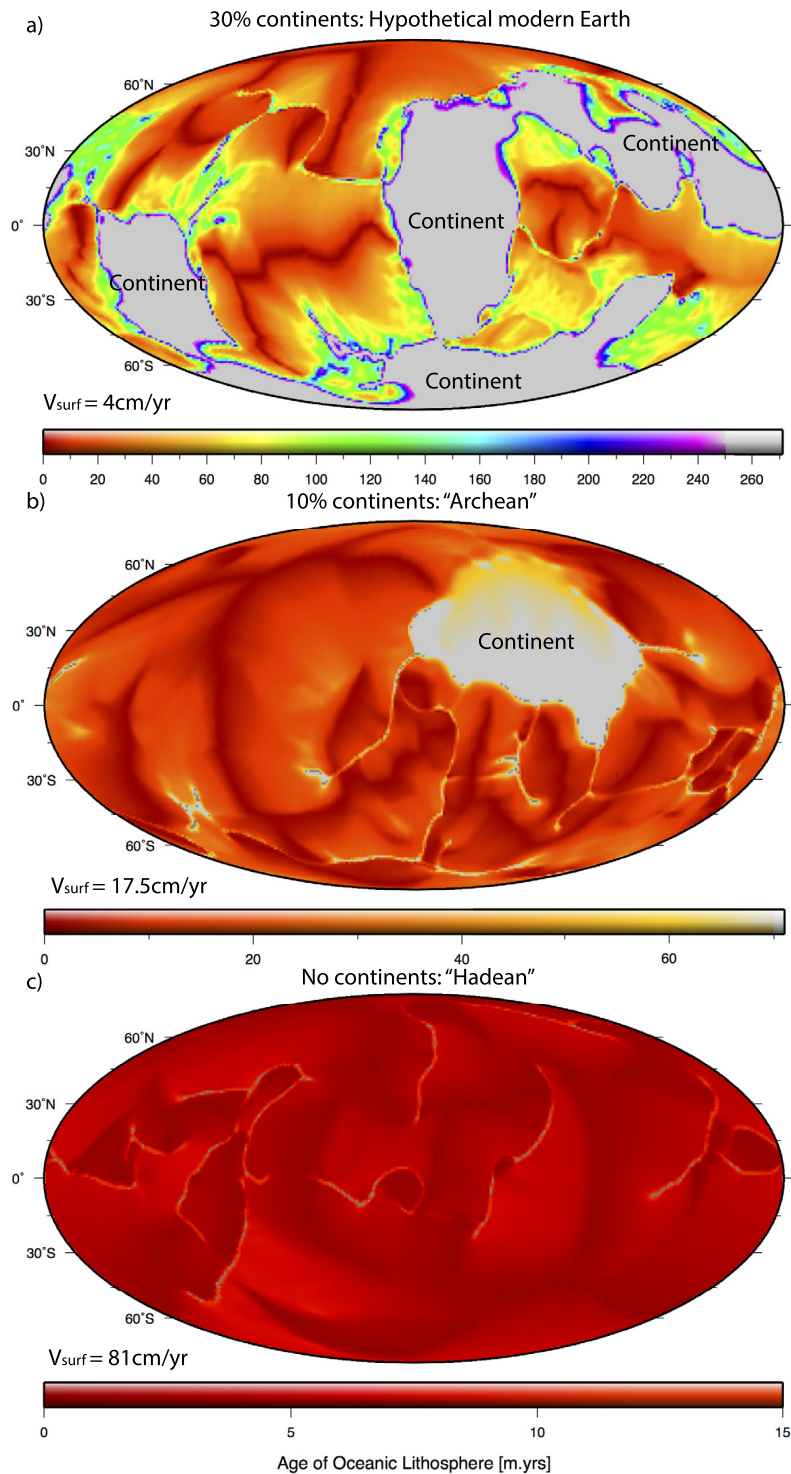 a)
30% continents: Hypothetical modern Earth
60˚N
30˚N
0˚
30˚S
60˚S
Continent
Continent
Continent
Continent
Vsurf = 4cm/yr
0 20 40 60 80 100 120 140 160 180 200 220 240 260
b)
10% continents: “Archean”
60˚N
30˚N
0˚
30˚S
60˚S
Continent
Vsurf = 17.5cm/yr
0 20 40 60
c)
No continents: “Hadean”
60˚N
30˚N
0˚
30˚S
60˚S
Vsurf = 81cm/yr
0 5 10 15
Age of Oceanic Lithosphere [m.yrs]